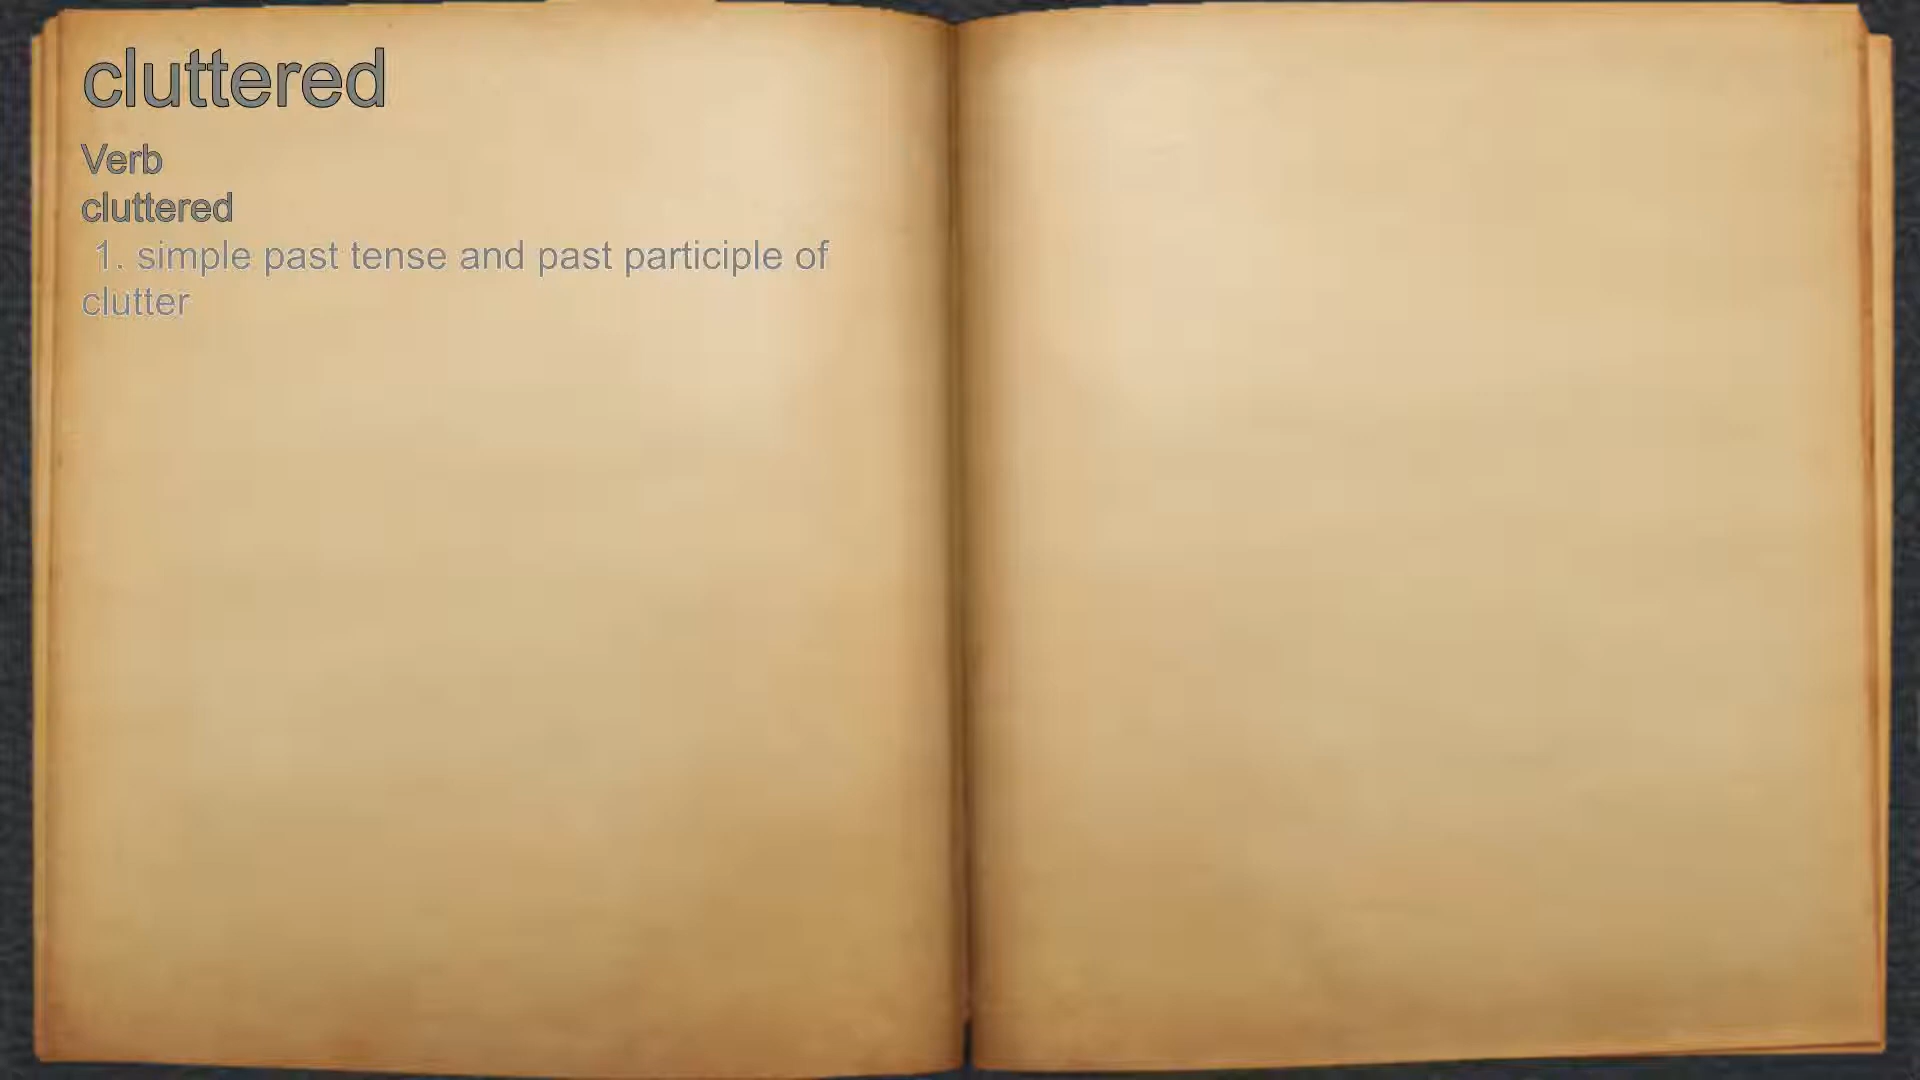 cluttered
Verb
cluttered
1. simple past tense and past participle of
clutter